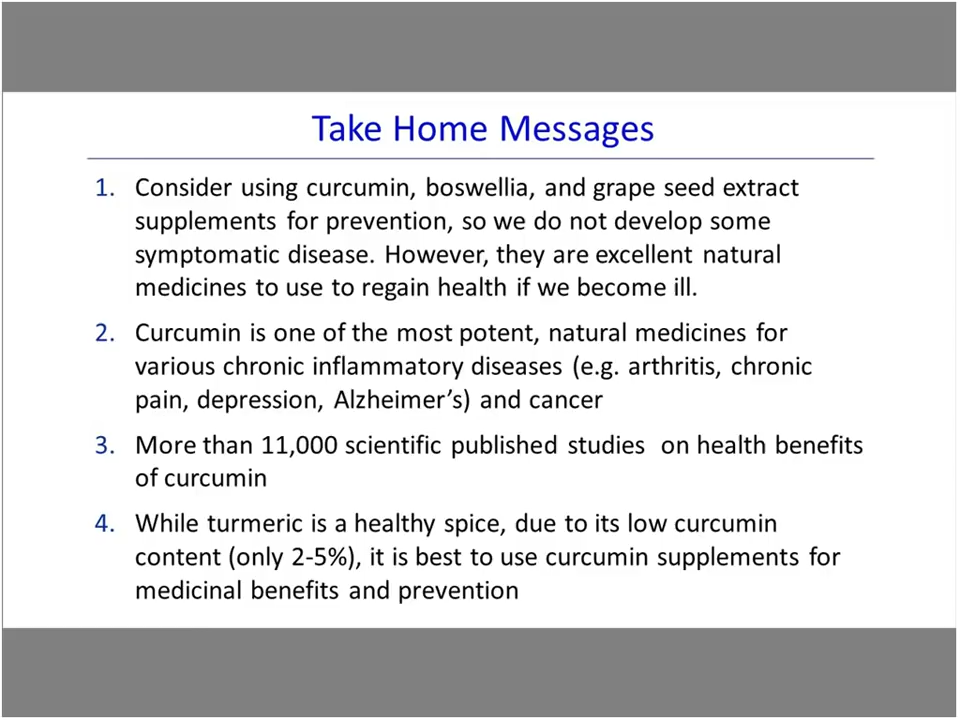 Take Home Messages
1. Consider using curcumin, boswellia, and grape seed extract
supplements for prevention, so we do not develop some
symptomatic disease. However, they are excellent natural
medicines to use to regain health if we become ill.
2. Curcumin is one of the most potent, natural medicines for
various chronic inflammatory diseases (e.g. arthritis, chronic
pain, depression, Alzheimer’s) and cancer
3. More than 11,000 scientific published studies on health benefits
of curcumin
4. While turmeric is a healthy spice, due to its low curcumin
content (only 2-5%), it is best to use curcumin supplements for
medicinal benefits and prevention